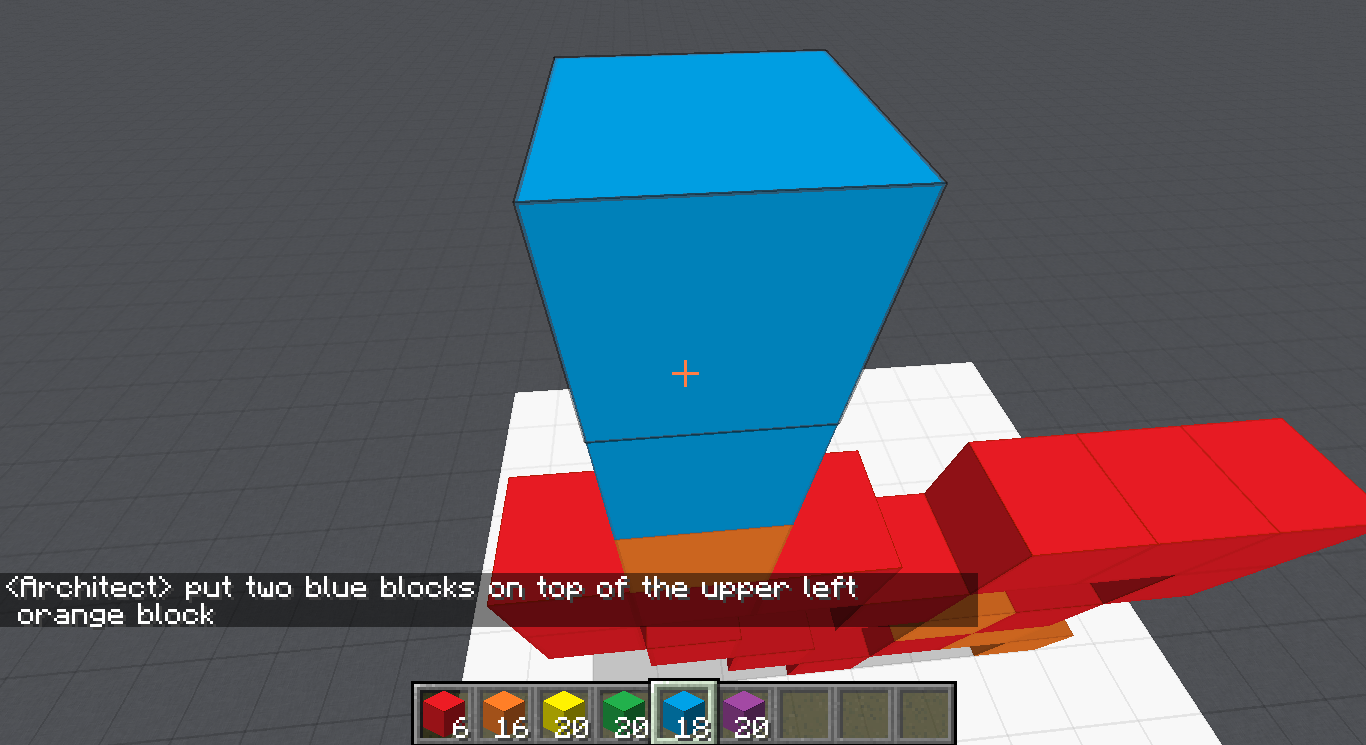 <Architect> put two blue blocks on top of the upper left
orange block
6 16 20 20 18 20